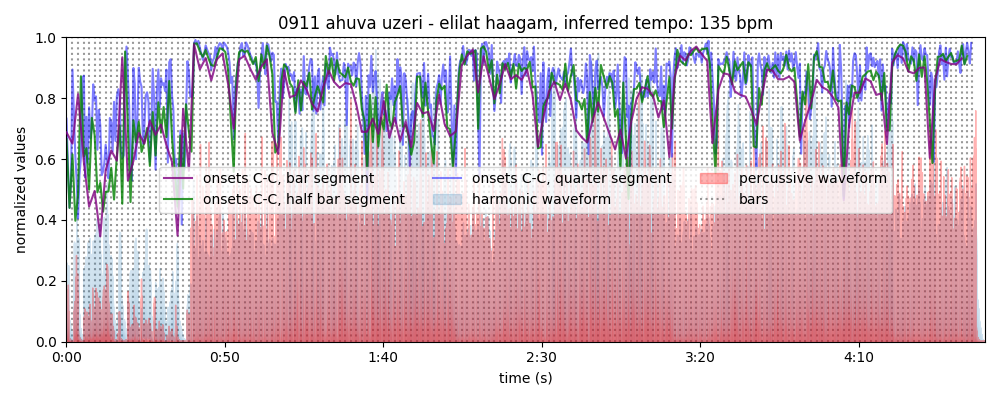 0911 ahuva uzeri - elilat haagam, inferred tempo: 135 bpm
normalized values
1.0
0.8
0.6
0.4
0.2
0.0
onsets C-C, bar segment
onsets C-C, half bar segment
onsets C-C, quarter segment
harmonic waveform
percussive waveform
bars
0:00
0:50
1:40
2:30
3:20
4:10
time (s)